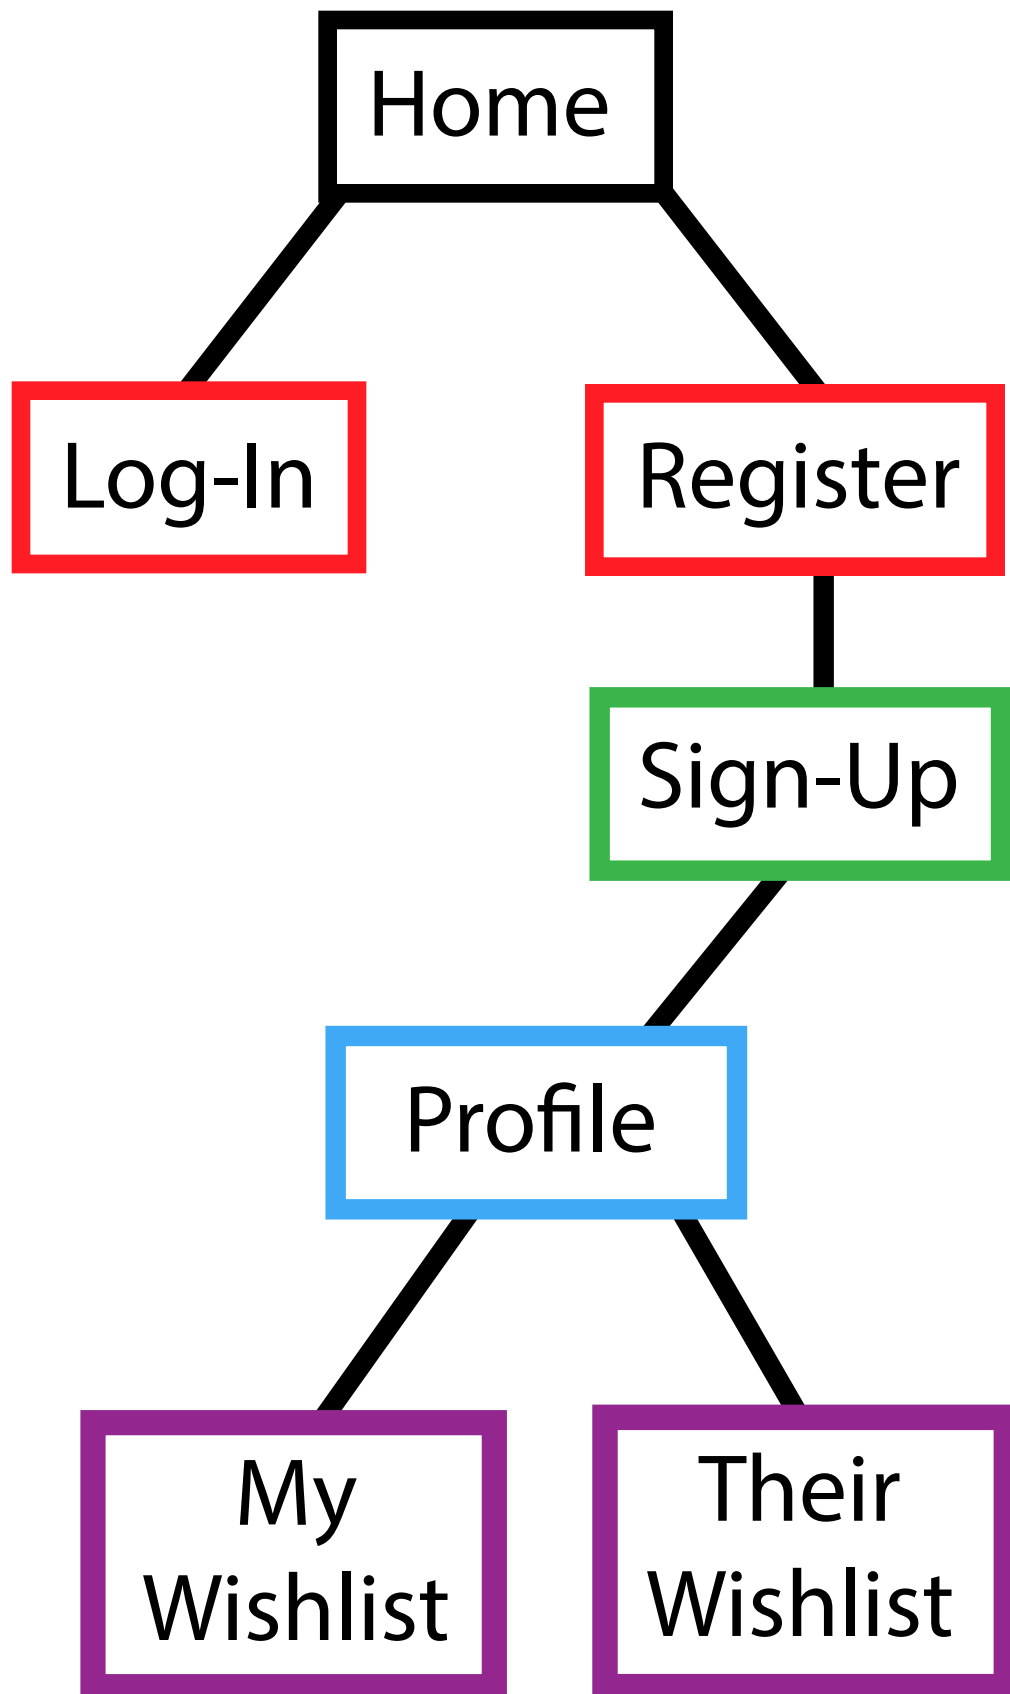 Home
Log-In
Register
Sign-Up
Profile
My
Wishlist
Their
Wishlist